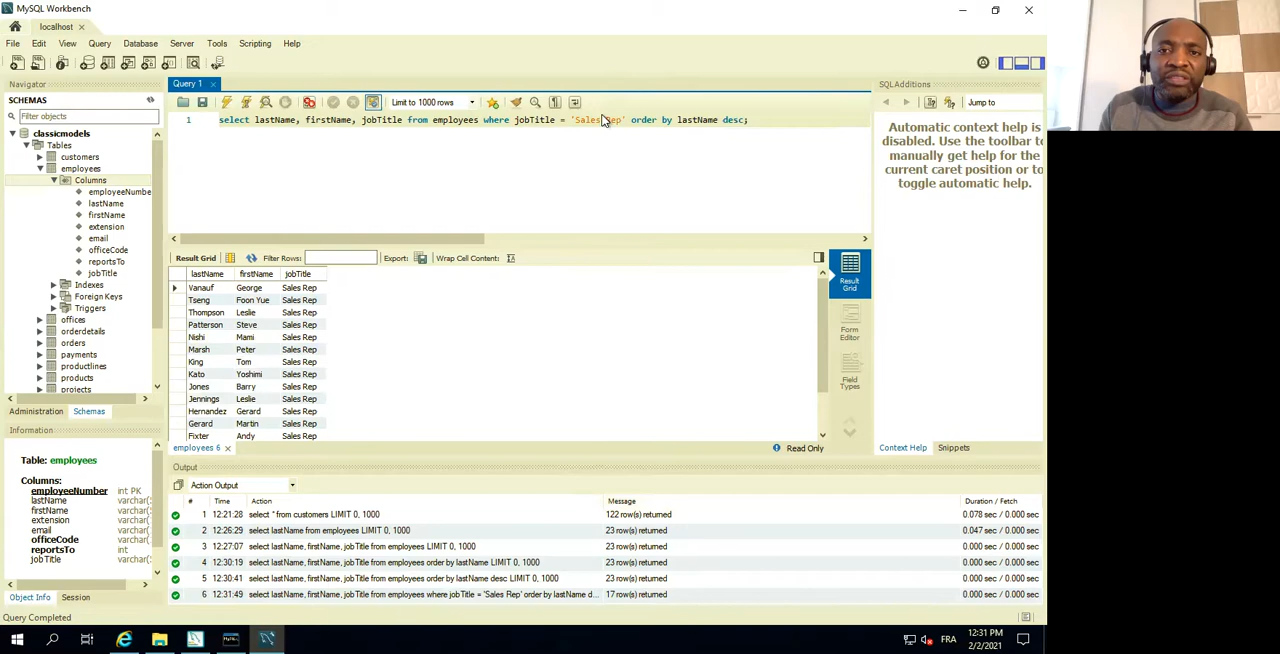 MySQL Workbench
localhost
File Edit View Query Database Server Tools Scripting Help
Navigator
SCHEMAS
Filter objects
classicmodels
Tables
customers
employees
Columns
employeeNumbe
lastName
firstName
extension
email
officeCode
reportsTo
jobTitle
Indexes
Foreign Keys
Triggers
offices
orderdetails
orders
payments
productlines
products
projects
Administration Schemas
Information
Table: employees
Columns:
employeeNumber int PK
lastName varchar(
firstName varchar(
extension varchar(
email varchar(
officeCode varchar(
reportsTo int
jobTitle varchar(
Object Info Session
Query Completed
Query 1
Limit to 1000 rows
1 select lastName, firstName, jobTitle from employees where jobTitle = 'Sales Rep' order by lastName desc;
Result Grid Filter Rows: Export: Wrap Cell Content:
lastName firstName jobTitle
Vanauf George Sales Rep
Tseng Foon Yue Sales Rep
Thompson Leslie Sales Rep
Patterson Steve Sales Rep
Nishi Mami Sales Rep
Marsh Peter Sales Rep
King Tom Sales Rep
Kato Yoshimi Sales Rep
Jones Barry Sales Rep
Jennings Leslie Sales Rep
Hernandez Gerard Sales Rep
Gerard Martin Sales Rep
Fixter Andy Sales Rep
Result
Grid
Form
Editor
Field
Types
employees 6
Read Only
SQLAdditions
Jump to
Automatic context help is
disabled. Use the toolbar to
manually get help for the
current caret position or to
toggle automatic help.
Context Help Snippets
Output
Action Output
# Time Action Message Duration / Fetch
1 12:21:28 select * from customers LIMIT 0, 1000 122 row(s) returned 0.078 sec / 0.000 sec
2 12:26:29 select lastName from employees LIMIT 0, 1000 23 row(s) returned 0.047 sec / 0.000 sec
3 12:27:07 select lastName, firstName, jobTitle from employees LIMIT 0, 1000 23 row(s) returned 0.000 sec / 0.000 sec
4 12:30:19 select lastName, firstName, jobTitle from employees order by lastName LIMIT 0, 1000 23 row(s) returned 0.000 sec / 0.000 sec
5 12:30:41 select lastName, firstName, jobTitle from employees order by lastName desc LIMIT 0, 1000 23 row(s) returned 0.000 sec / 0.000 sec
6 12:31:49 select lastName, firstName, jobTitle from employees where jobTitle = 'Sales Rep' order by lastName d... 17 row(s) returned 0.000 sec / 0.000 sec
FRA
12:31 PM
2/2/2021